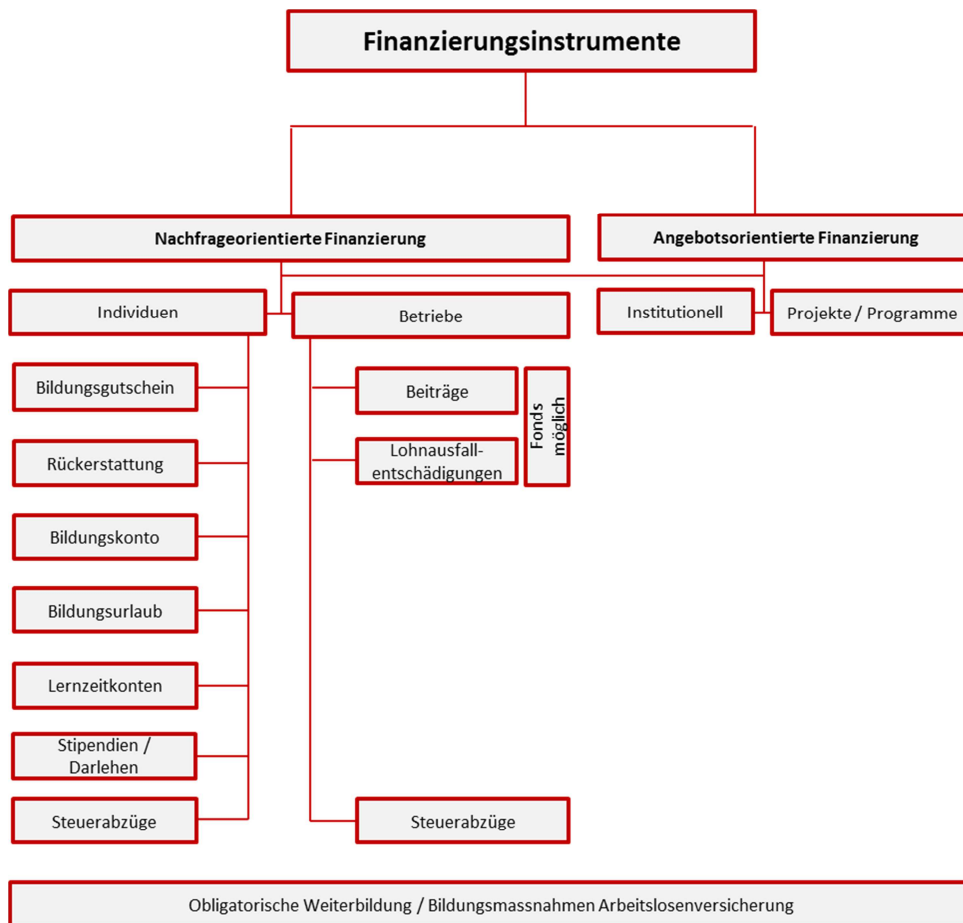 Finanzierungsinstrumente
Nachfrageorientierte Finanzierung
Angebotsorientierte Finanzierung
Individuen
Betriebe
Institutionell
Projekte / Programme
Bildungsgutschein
Beiträge
Fonds
möglich
Rückerstattung
Lohnausfall-
entschädigungen
Bildungskonto
Bildungsurlaub
Lernzeitkonten
Stipendien /
Darlehen
Steuerabzüge
Steuerabzüge
Obligatorische Weiterbildung / Bildungsmassnahmen Arbeitslosenversicherung